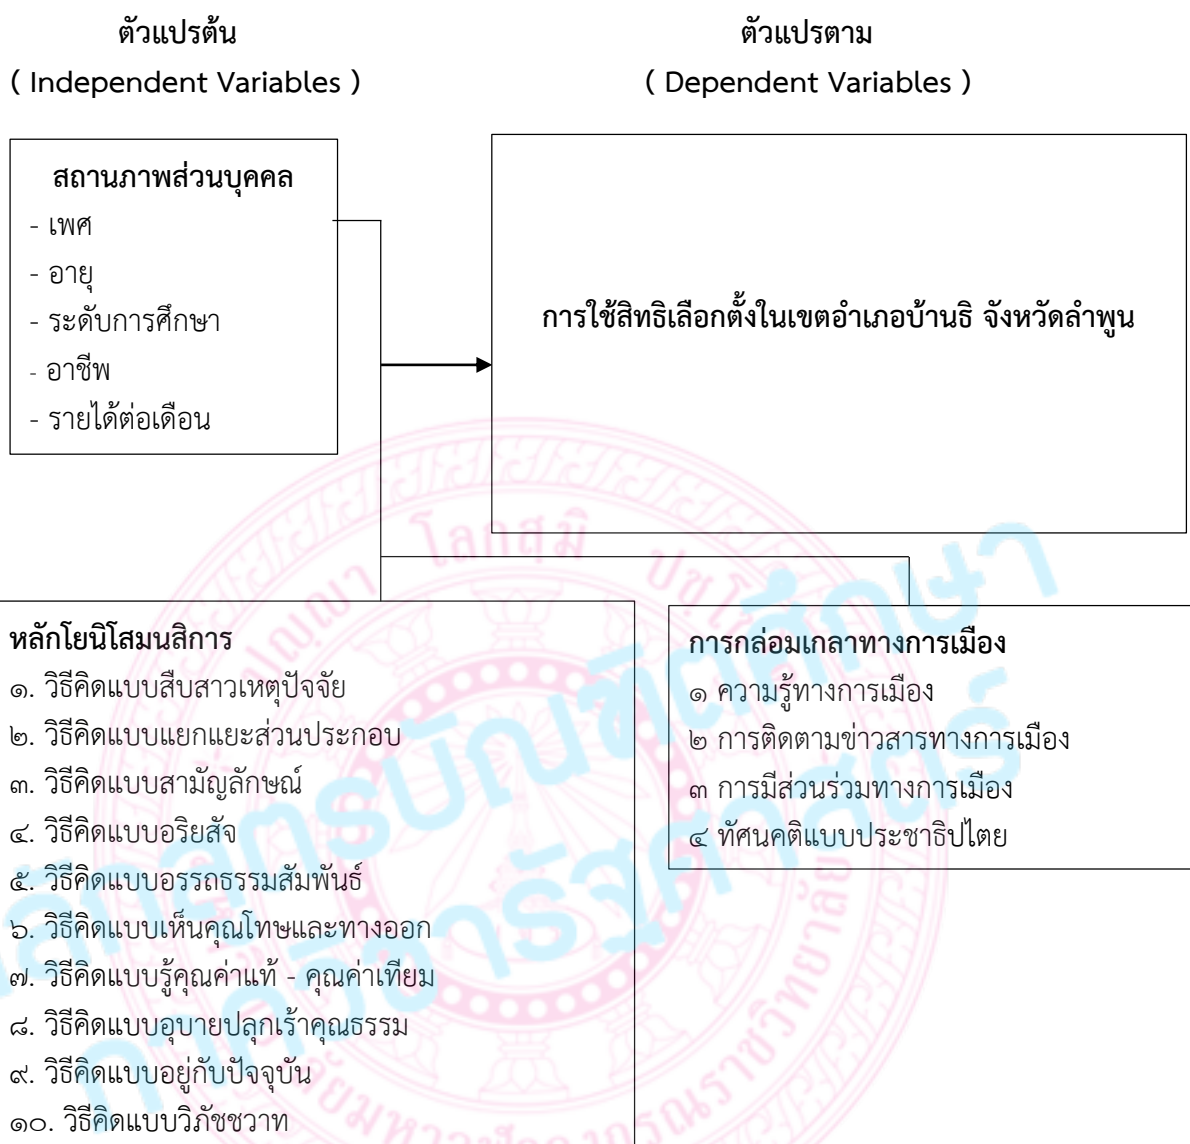 ตัวแปรต้น
( Independent Variables )
ตัวแปรตาม
( Dependent Variables )
สถานภาพส่วนบุคคล
- เพศ
- อายุ
- ระดับการศึกษา
- อาชีพ
- รายได้ต่อเดือน
การใช้สิทธิเลือกตั้งในเขตอำเภอบ้านธิ จังหวัดลำพูน
หลักโยนิโสมนสิการ
๑. วิธีคิดแบบสืบสาวเหตุปัจจัย
๒. วิธีคิดแบบแยกแยะส่วนประกอบ
๓. วิธีคิดแบบสามัญลักษณ์
๔. วิธีคิดแบบอริยสัจ
๕. วิธีคิดแบบอรรถธรรมสัมพันธ์
๖. วิธีคิดแบบเห็นคุณโทษและทางออก
๗. วิธีคิดแบบรู้คุณค่าแท้ - คุณค่าเทียม
๘. วิธีคิดแบบอุบายปลุกเร้าคุณธรรม
๙. วิธีคิดแบบอยู่กับปัจจุบัน
๑๐. วิธีคิดแบบวิภัชชวาท
การกล่อมเกลาทางการเมือง
๑ ความรู้ทางการเมือง
๒ การติดตามข่าวสารทางการเมือง
๓ การมีส่วนร่วมทางการเมือง
๔ ทัศนคติแบบประชาธิปไตย
โลกสฺมิ